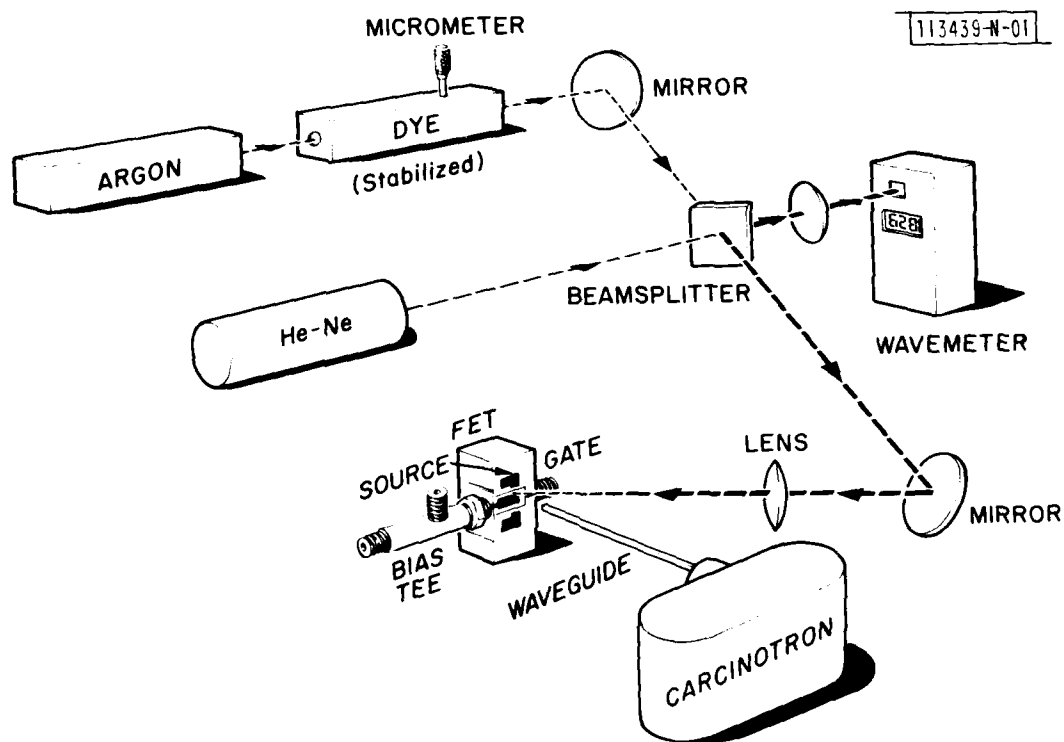 113439-N-01
MICROMETER
MIRROR
DYE
(Stabilized)
ARGON
628
BEAMSPLITTER
WAVEMETER
He-Ne
FET
SOURCE
GATE
LENS
MIRROR
BIAS
TEE
WAVEGUIDE
CARCINOTRON